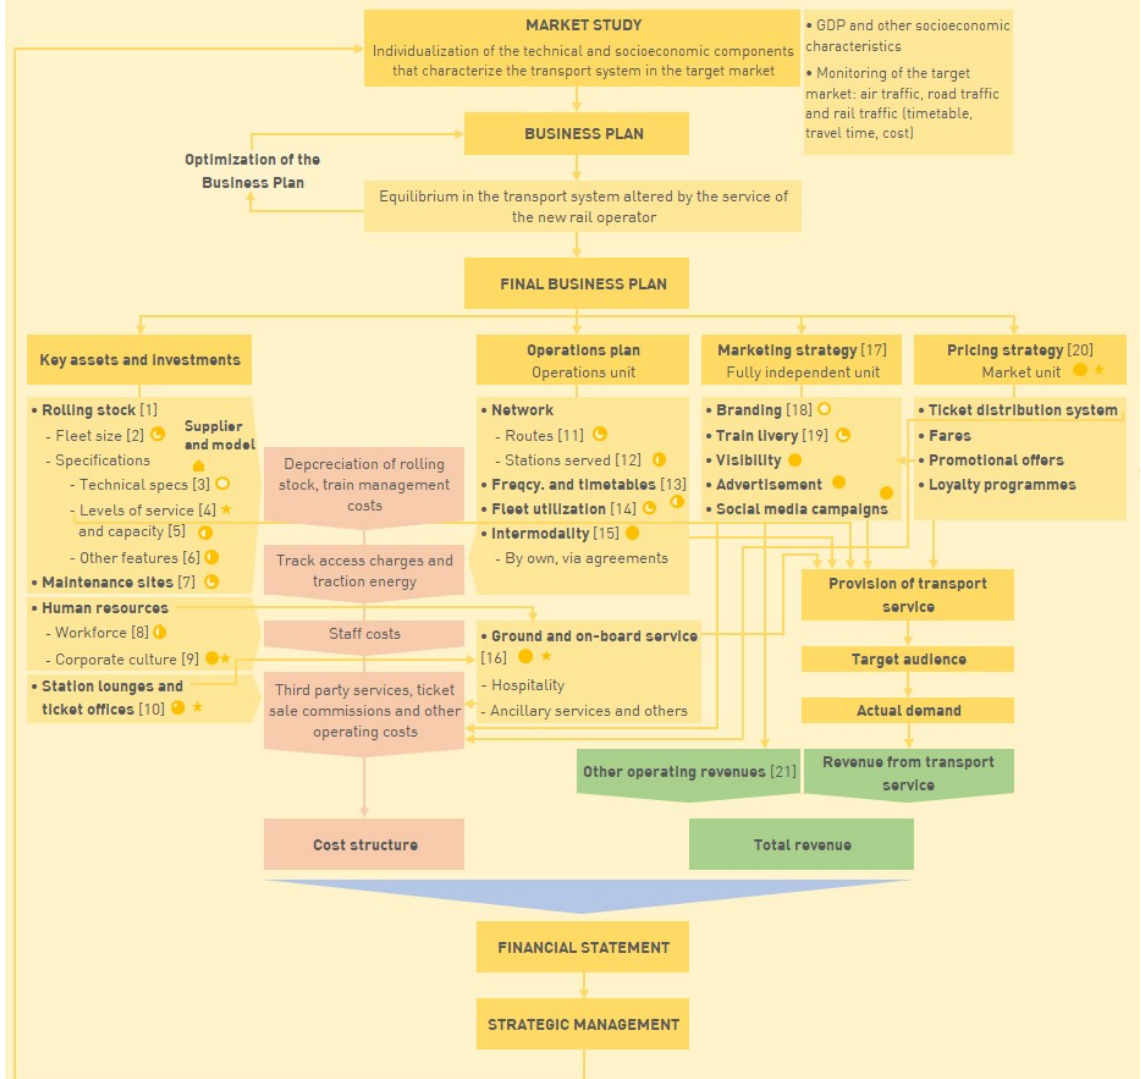 MARKET STUDY
Individualization of the technical and socioeconomic components
that characterize the transport system in the target market
• GDP and other socioeconomic
characteristics
• Monitoring of the target
market: air traffic, road traffic
and rail traffic (timetable,
travel time, cost)
BUSINESS PLAN
Optimization of the
Business Plan
Equilibrium in the transport system altered by the service of
the new rail operator
FINAL BUSINESS PLAN
Key assets and investments
• Rolling stock [1]
- Fleet size [2]
Supplier
and model
- Specifications
- Technical specs [3]
- Levels of service [4]
and capacity [5]
- Other features [6]
• Maintenance sites [7]
• Human resources
- Workforce [8]
- Corporate culture [9]
• Station lounges and
ticket offices [10]
Depcreciation of rolling
stock, train management
costs
Track access charges and
traction energy
Staff costs
Third party services, ticket
sale commissions and other
operating costs
Operations plan
Operations unit
• Network
- Routes [11]
- Stations served [12]
• Freqcy. and timetables [13]
• Fleet utilization [14]
• Intermodality [15]
- By own, via agreements
• Ground and on-board service
[16]
- Hospitality
- Ancillary services and others
Marketing strategy [17]
Fully independent unit
• Branding [18]
• Train livery [19]
• Visibility
• Advertisement
• Social media campaigns
Pricing strategy [20]
Market unit
• Ticket distribution system
• Fares
• Promotional offers
• Loyalty programmes
Provision of transport
service
Target audience
Actual demand
Other operating revenues [21]
Revenue from transport
service
Cost structure
Total revenue
FINANCIAL STATEMENT
STRATEGIC MANAGEMENT